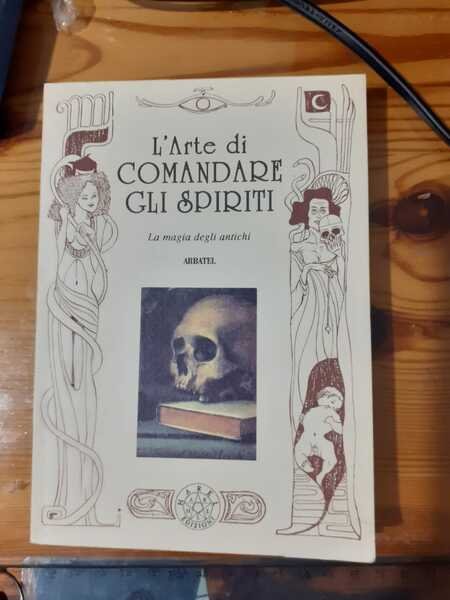 L'Arte di
COMANDARE
GLI SPIRITI
La magia degli antichi
ARBATEL
EDIZIONI